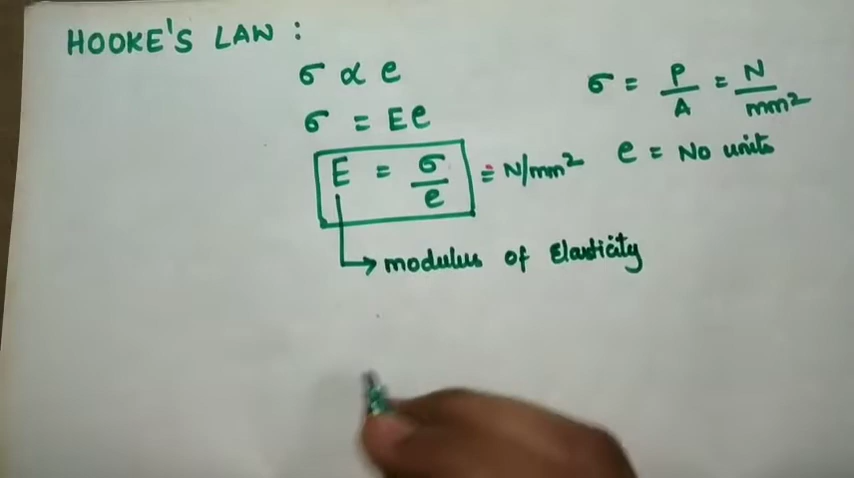 HOOKE'S LAW :
σ ∝ e
σ = Ee
E = σ/e = N/mm²
modulus of Elasticity
σ = P/A = N/mm²
e = No units